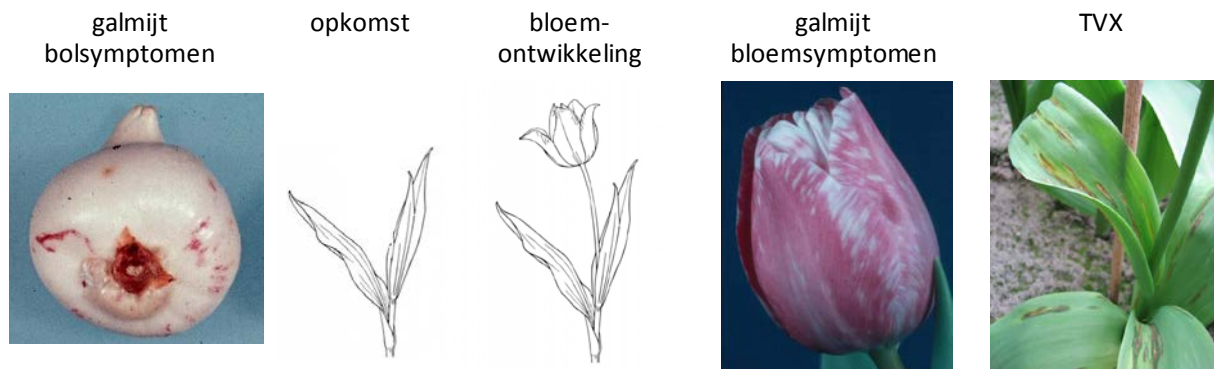 galmijt
bolsymptomen
opkomst
bloem-
ontwikkeling
galmijt
bloemsymptomen
TVX